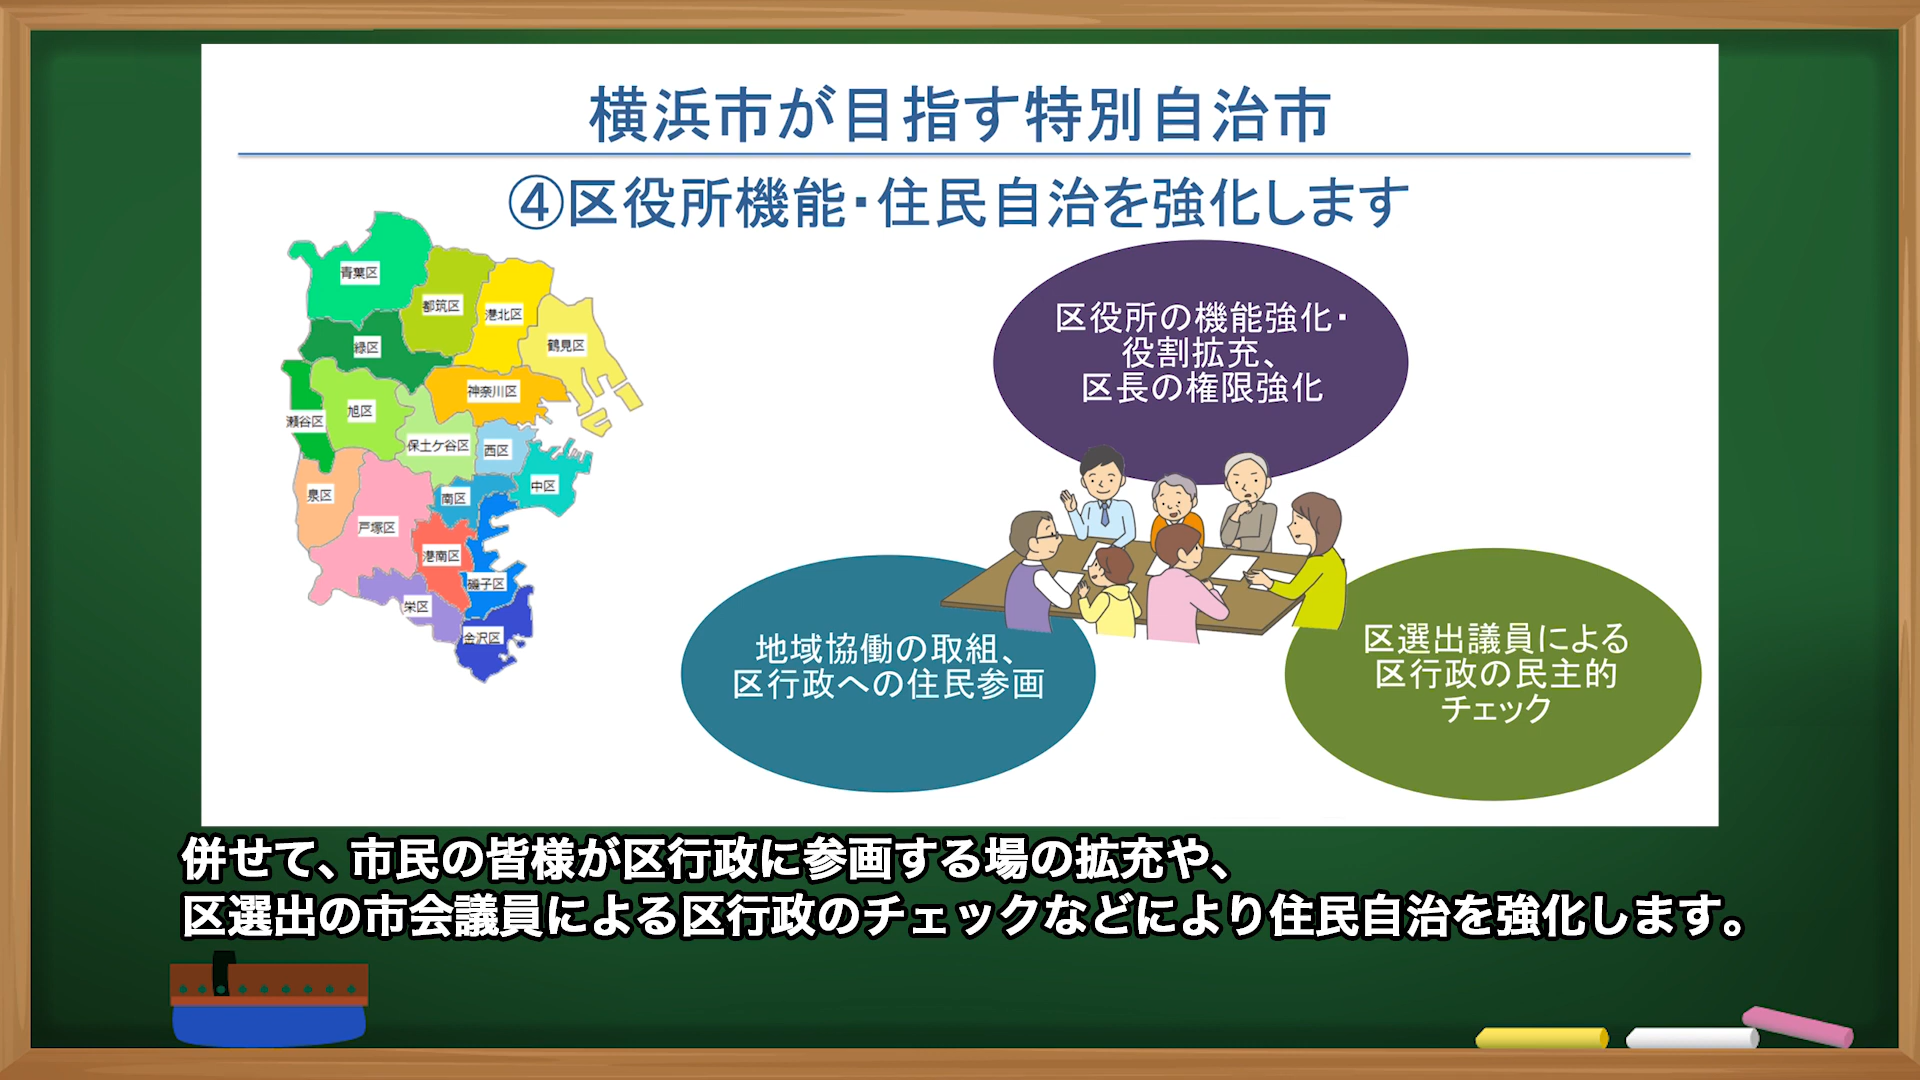 横浜市が目指す特別自治市
④区役所機能・住民自治を強化します
青葉区
都筑区
港北区
鶴見区
緑区
神奈川区
瀬谷区
旭区
保土ケ谷区
西区
中区
泉区
南区
戸塚区
港南区
磯子区
栄区
金沢区
区役所の機能強化・
役割拡充、
区長の権限強化
地域協働の取組、
区行政への住民参画
区選出議員による
区行政の民主的
チェック
併せて、市民の皆様が区行政に参画する場の拡充や、
区選出の市会議員による区行政のチェックなどにより住民自治を強化します。